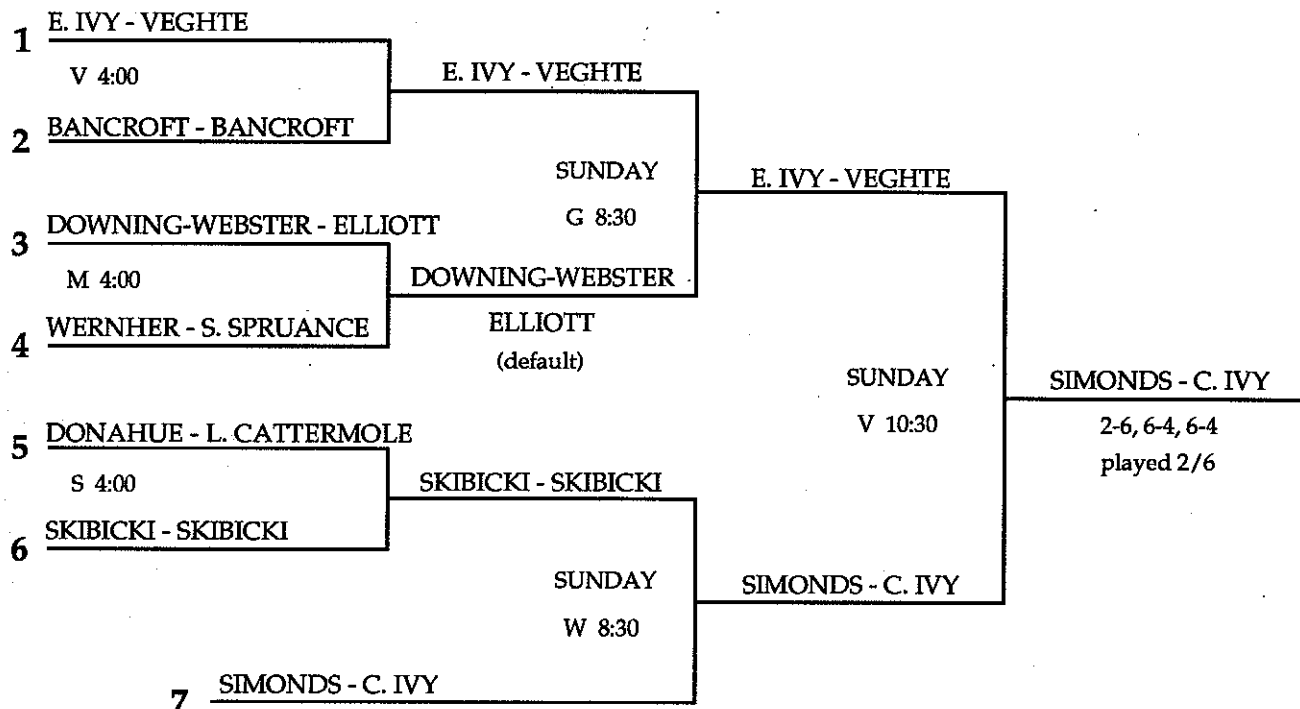 1 E. IVY - VEGHTE
V 4:00
E. IVY - VEGHTE
2 BANCROFT - BANCROFT
SUNDAY
G 8:30
E. IVY - VEGHTE
3 DOWNING-WEBSTER - ELLIOTT
M 4:00
DOWNING-WEBSTER
ELLIOTT
(default)
4 WERNHER - S. SPRUANCE
SUNDAY
V 10:30
SIMONDS - C. IVY
2-6, 6-4, 6-4
played 2/6
5 DONAHUE - L. CATTERMOLE
S 4:00
SKIBICKI - SKIBICKI
6 SKIBICKI - SKIBICKI
SUNDAY
W 8:30
SIMONDS - C. IVY
7 SIMONDS - C. IVY